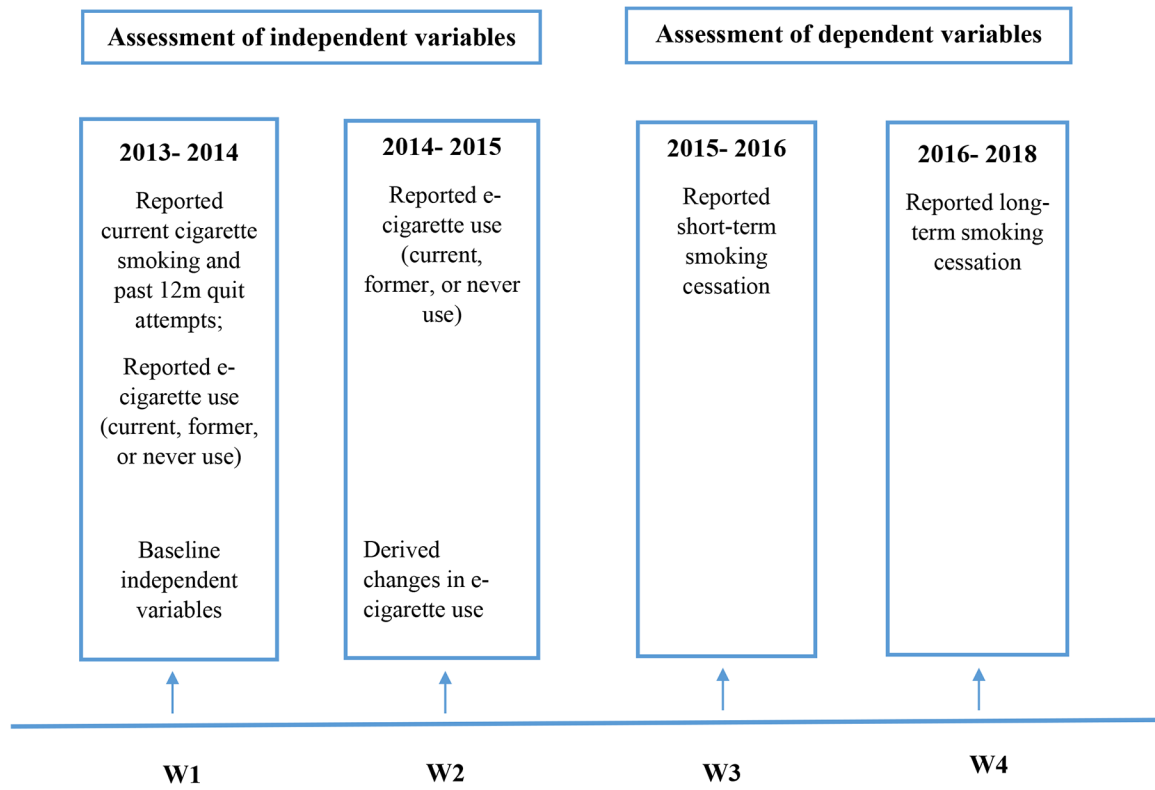 Assessment of independent variables
Assessment of dependent variables
2013- 2014
Reported
current cigarette
smoking and
past 12m quit
attempts;
Reported e-
cigarette use
(current, former,
or never use)
Baseline
independent
variables
2014- 2015
Reported e-
cigarette use
(current,
former, or never
use)
Derived
changes in e-
cigarette use
2015- 2016
Reported
short-term
smoking
cessation
2016- 2018
Reported long-
term smoking
cessation
W1
W2
W3
W4